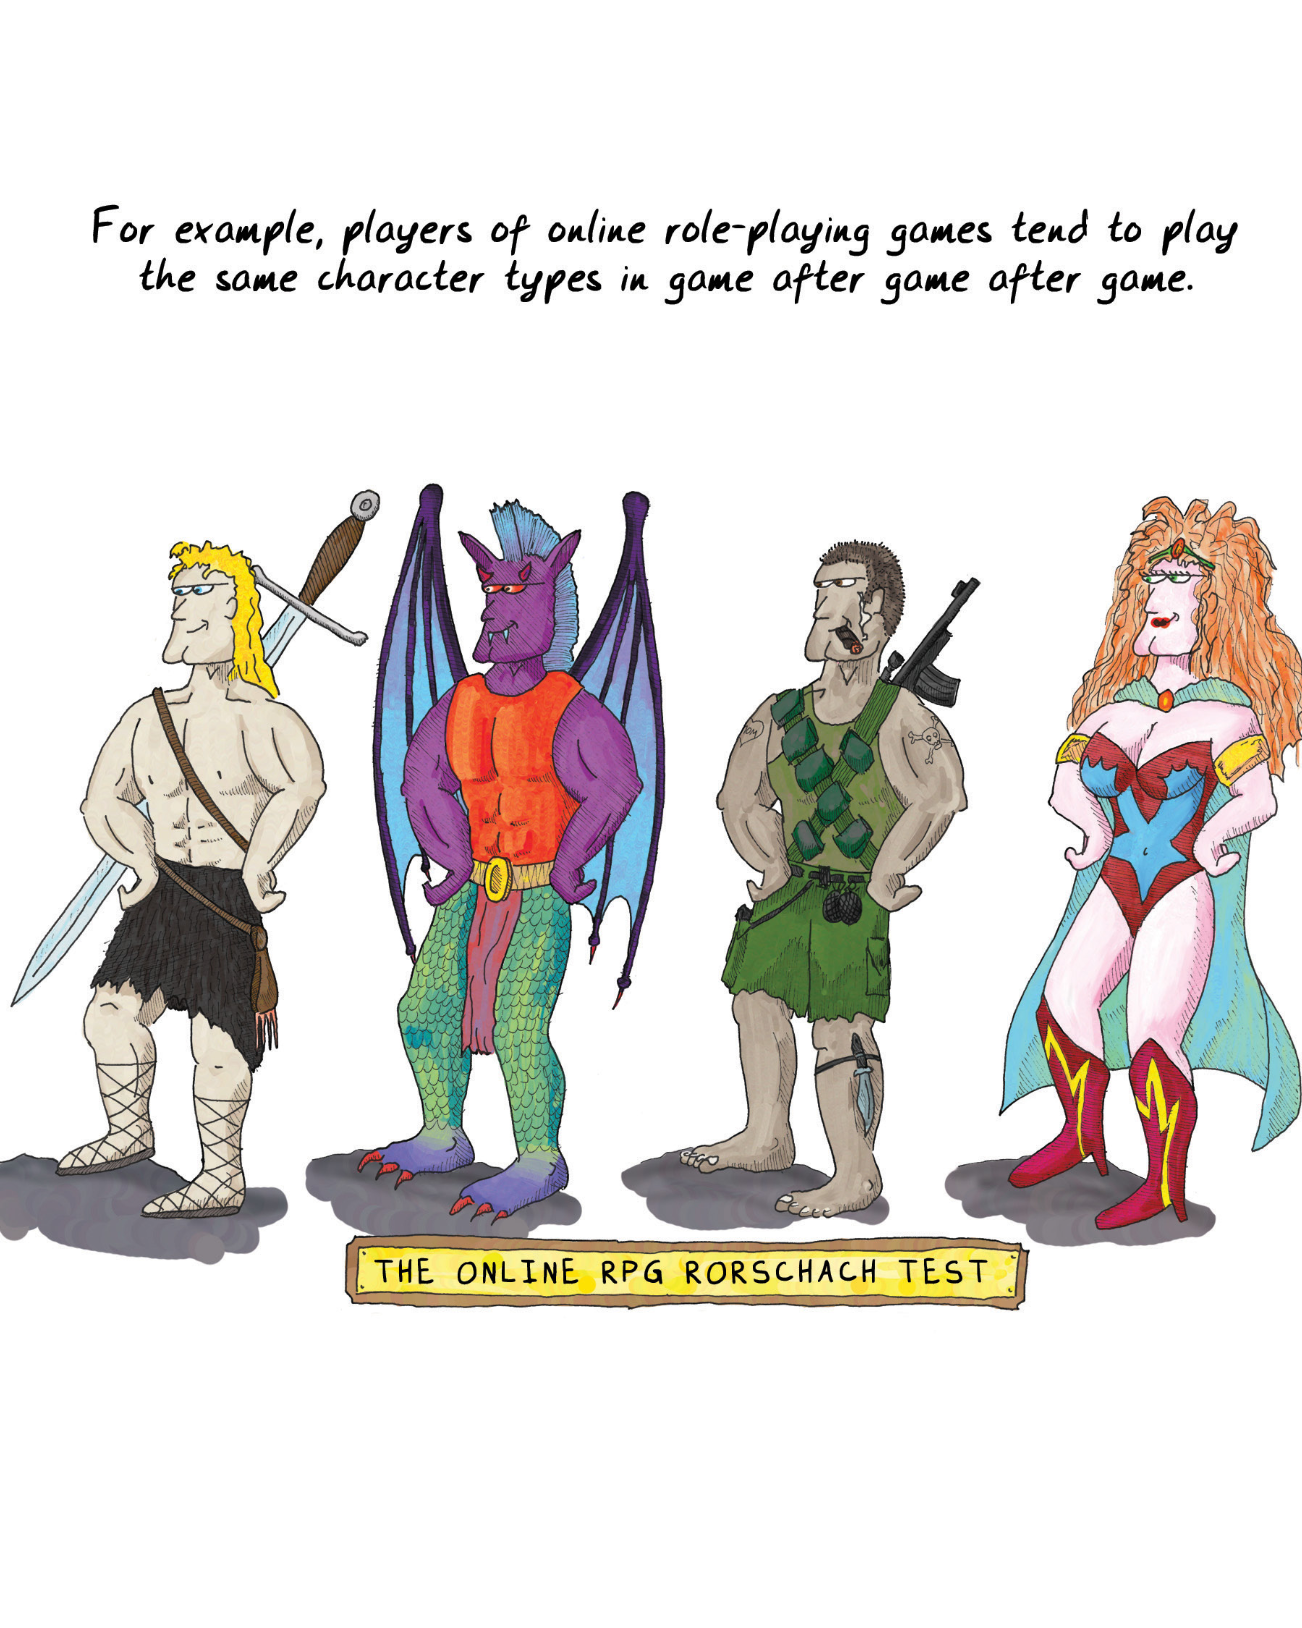 For example, players of online role-playing games tend to play
the same character types in game after game after game.
MOM
THE ONLINE RPG RORSCHACH TEST